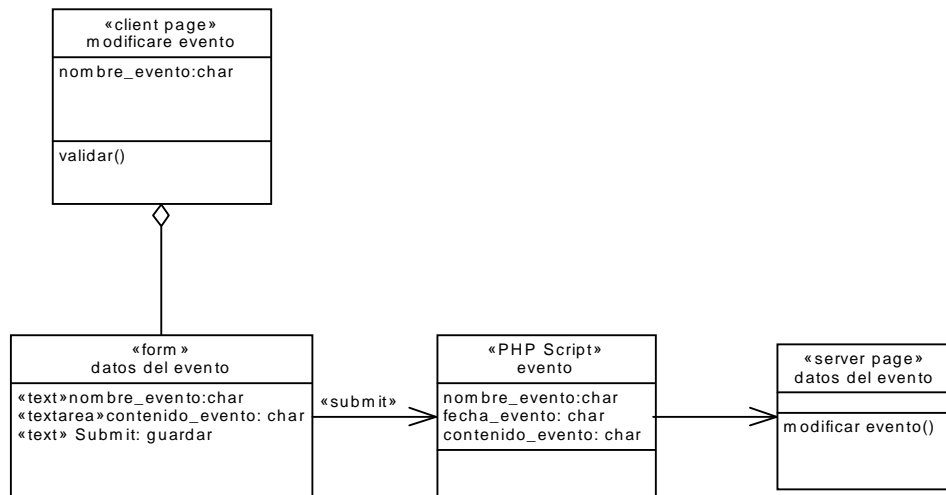 «client page»
modificare evento
nombre_evento:char
validar()
«form»
datos del evento
«text»nombre_evento:char
«textarea»contenido_evento: char
«text» Submit: guardar
«submit»
«PHP Script»
evento
nombre_evento:char
fecha_evento: char
contenido_evento: char
«server page»
datos del evento
modificar evento()